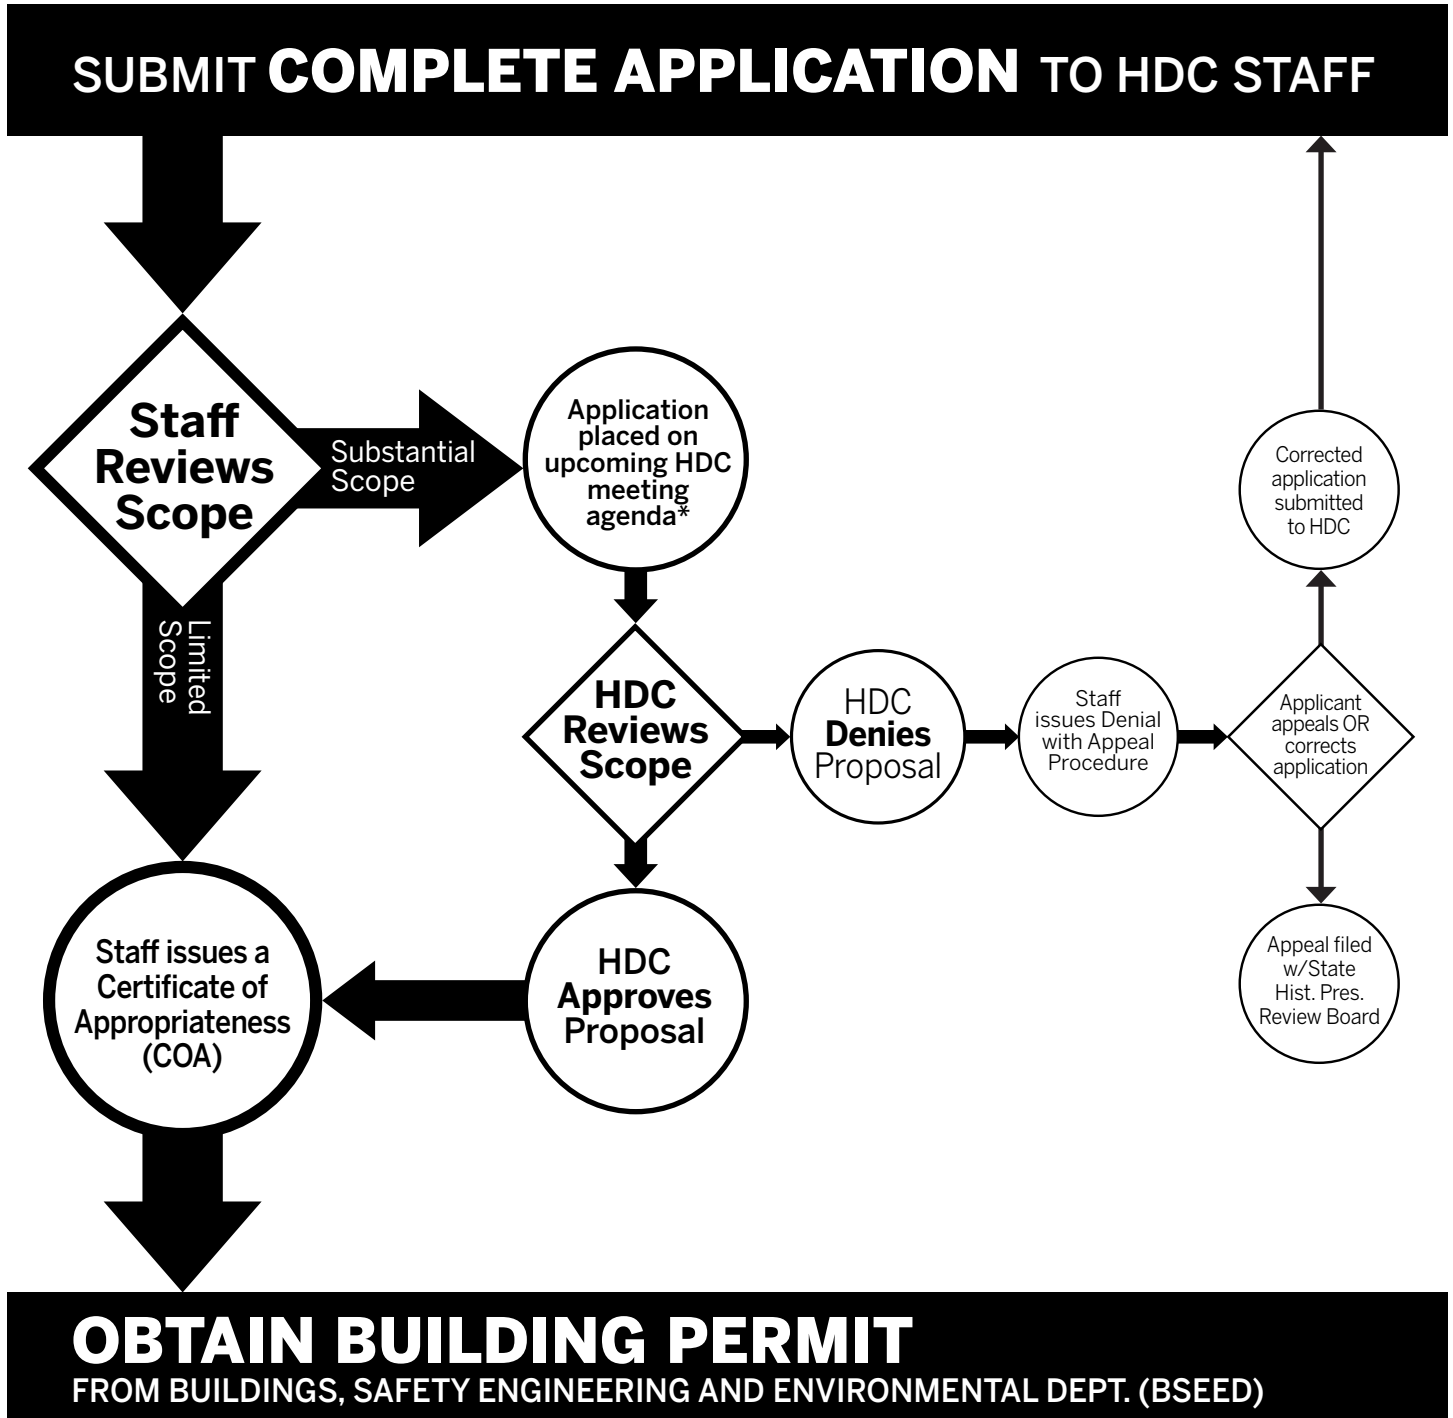 SUBMIT COMPLETE APPLICATION TO HDC STAFF
Staff
Reviews
Scope
Substantial
Scope
Application
placed on
upcoming HDC
meeting
agenda*
Corrected
application
submitted
to HDC
Limited
Scope
HDC
Reviews
Scope
HDC
Denies
Proposal
Staff
issues Denial
with Appeal
Procedure
Applicant
appeals OR
corrects
application
Staff issues a
Certificate of
Appropriateness
(COA)
HDC
Approves
Proposal
Appeal filed
w/State
Hist. Pres.
Review Board
OBTAIN BUILDING PERMIT
FROM BUILDINGS, SAFETY ENGINEERING AND ENVIRONMENTAL DEPT. (BSEED)